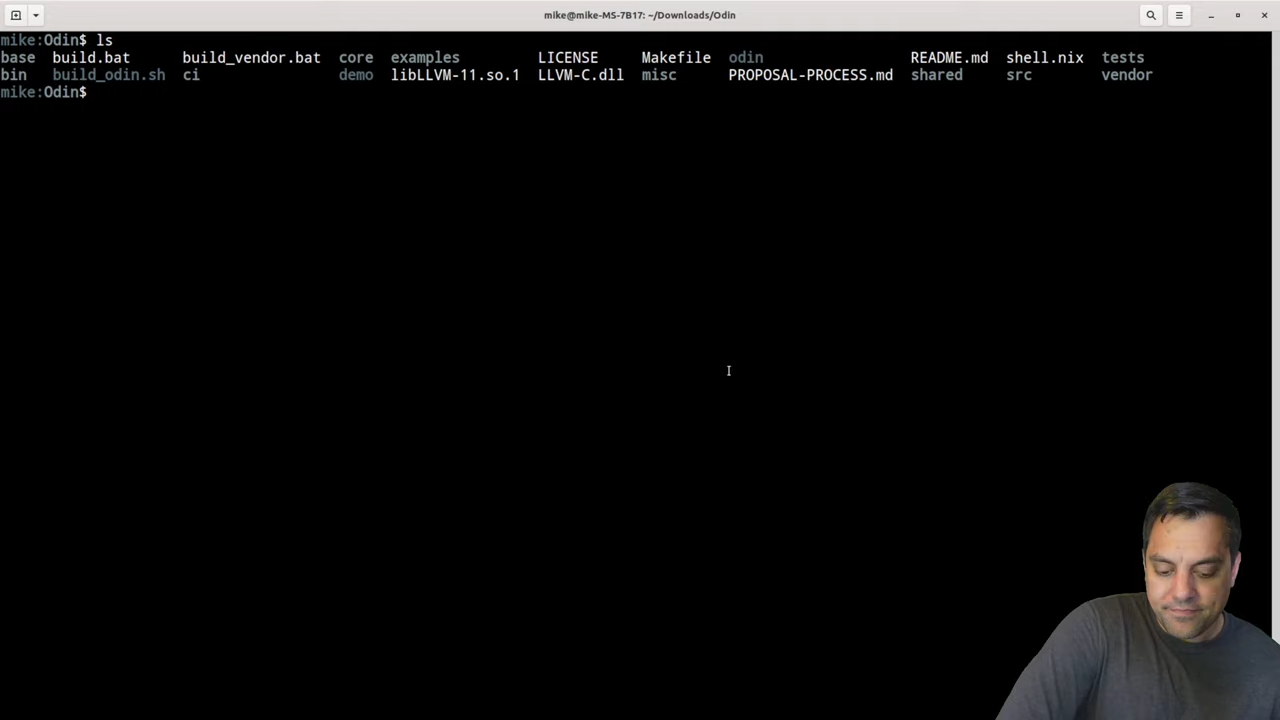 mike@mike-MS-7B17: ~/Downloads/Odin
mike:Odin$ ls
base build.bat build_vendor.bat core examples LICENSE Makefile odin README.md shell.nix tests
bin build_odin.sh ci demo libLLVM-11.so.1 LLVM-C.dll misc PROPOSAL-PROCESS.md shared src vendor
mike:Odin$